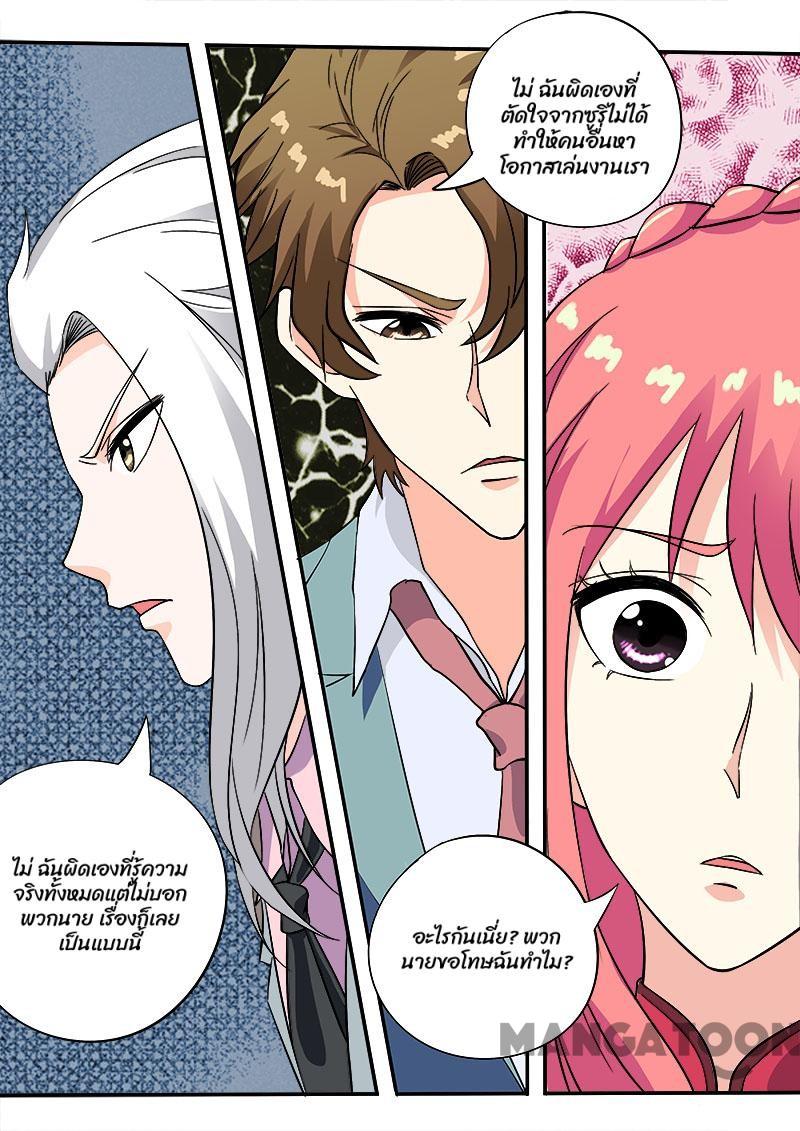 ไม่ ฉันผิดเองที่
ตัดใจจากซูรีไม่ได้
ทำให้คนอื่นหา
โอกาสเล่นงานเรา
ไม่ ฉันผิดเองที่รู้ความ
จริงทั้งหมดแต่ไม่บอก
พวกนาย เรื่องก็เลย
เป็นแบบนี้
อะไรกันเนี่ย? พวก
นายขอโทษฉันทำไม?
MANGATOON